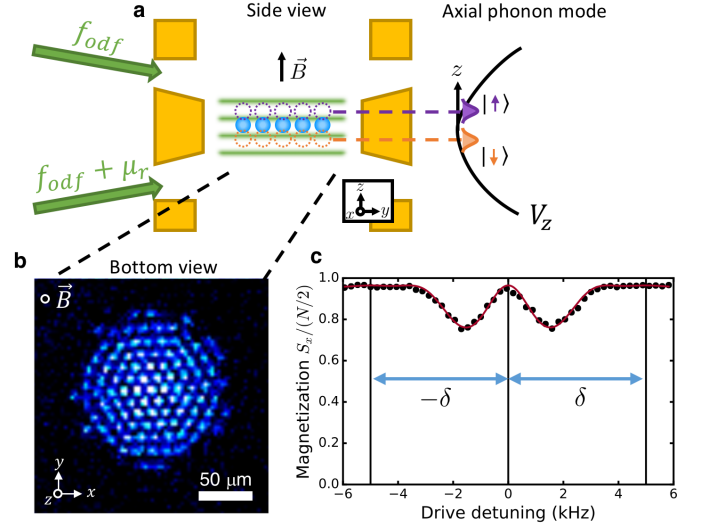 a
Side view
Axial phonon mode
f_odf
B⃗
z
|↑⟩
|↓⟩
f_odf + μ_r
z
x
y
V_z
b
Bottom view
B⃗
y
z
x
50 μm
c
Magnetization S_x/(N/2)
1.0
0.8
0.6
0.4
0.2
0.0
−δ
δ
−6
−4
−2
0
2
4
6
Drive detuning (kHz)